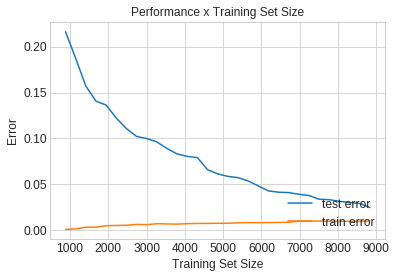 Performance x Training Set Size
Error
0.20
0.15
0.10
0.05
0.00
test error
train error
1000 2000 3000 4000 5000 6000 7000 8000 9000
Training Set Size